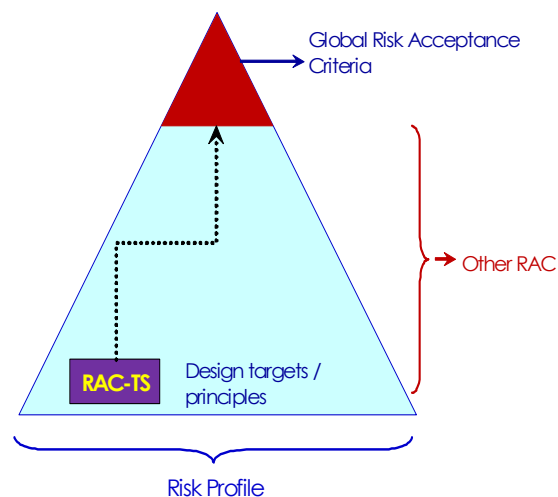 Global Risk Acceptance
Criteria
Other RAC
RAC-TS
Design targets /
principles
Risk Profile